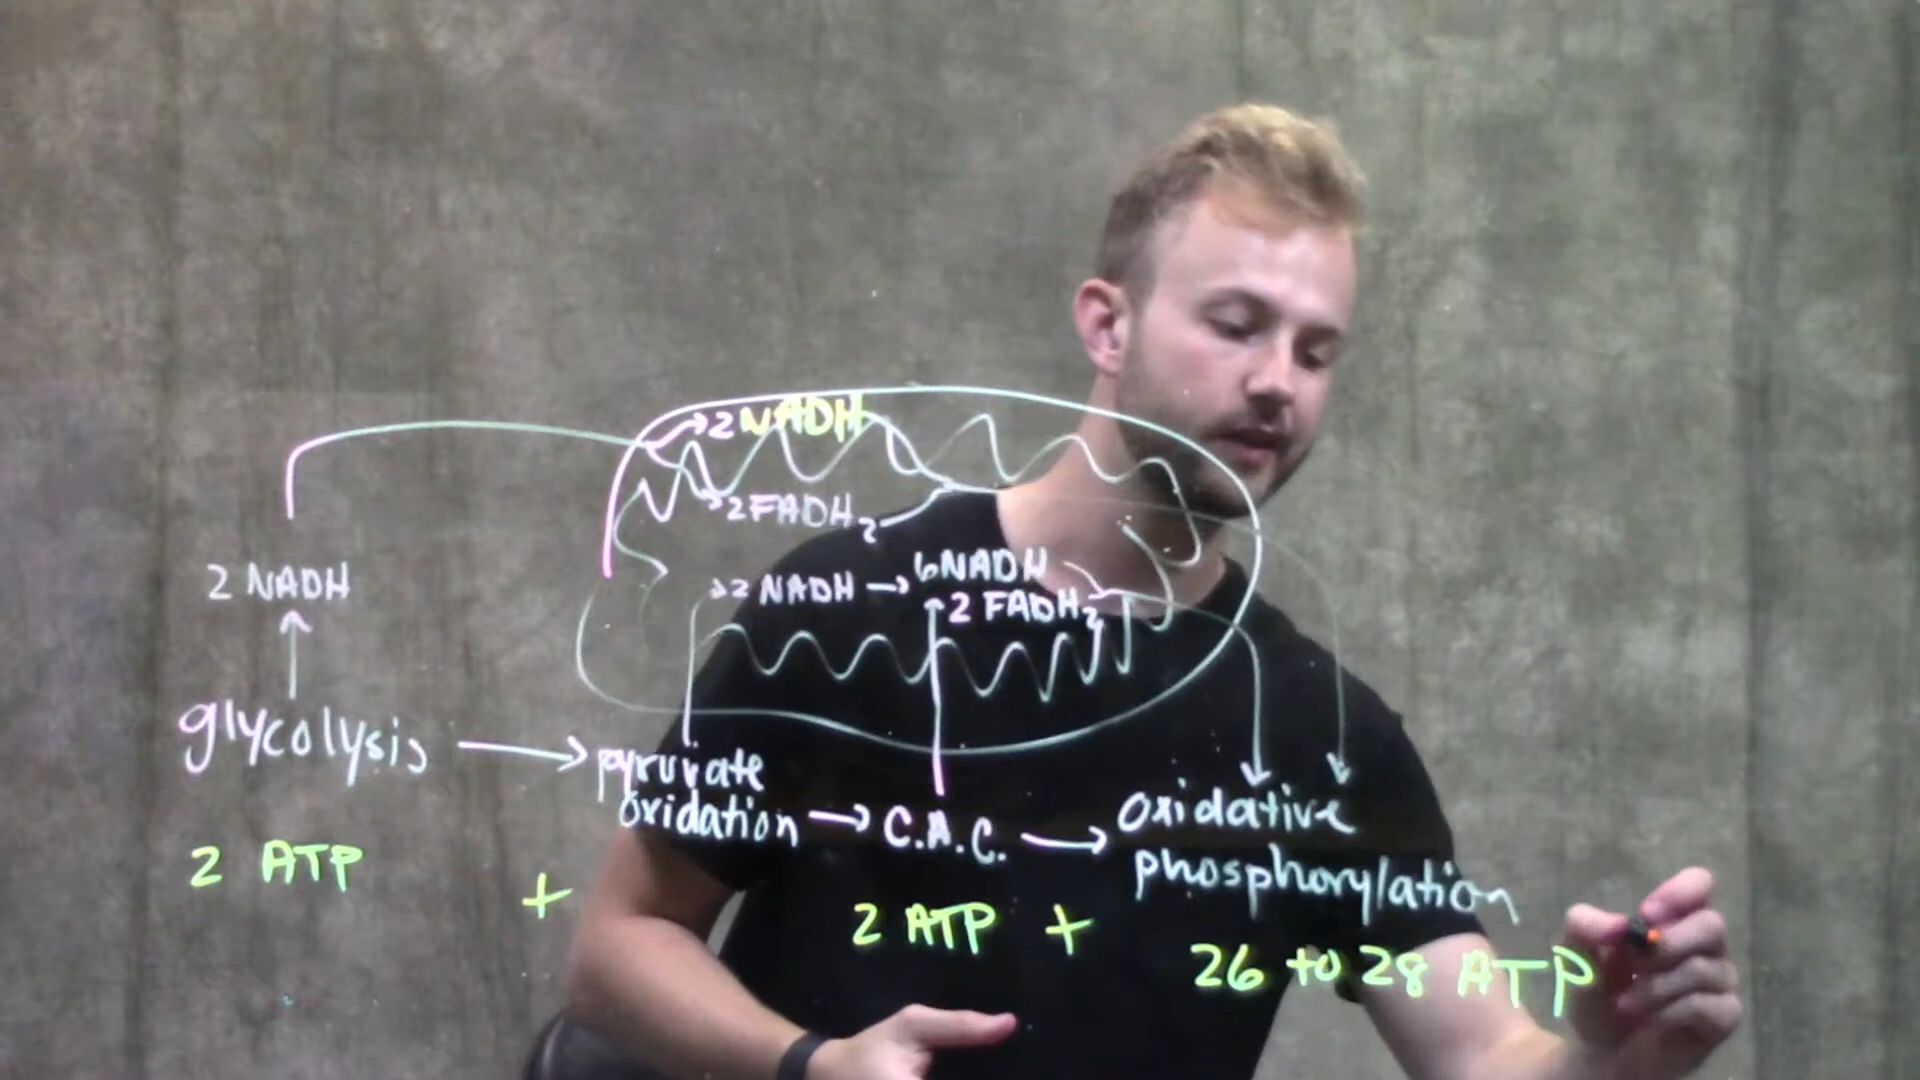 2 NADH
2 FADH2
6 NADH
2 NADH
2 NADH
2 FADH2
glycolysis
pyruvate
oxidation
C.A.C.
oxidative
phosphorylation
2 ATP
+
2 ATP
+
26 to 28 ATP